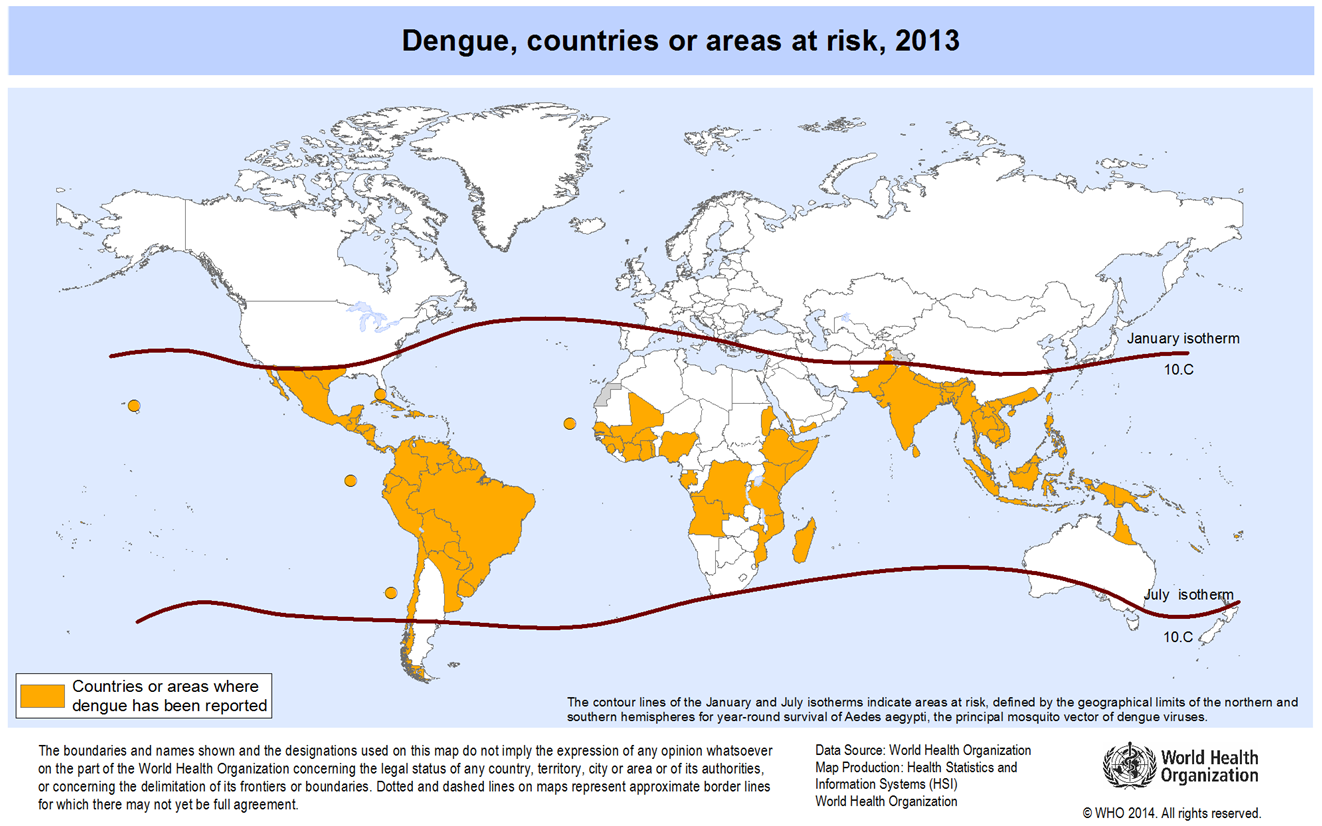 Dengue, countries or areas at risk, 2013
January isotherm
10.C
July isotherm
10.C
Countries or areas where
dengue has been reported
The contour lines of the January and July isotherms indicate areas at risk, defined by the geographical limits of the northern and
southern hemispheres for year-round survival of Aedes aegypti, the principal mosquito vector of dengue viruses.
The boundaries and names shown and the designations used on this map do not imply the expression of any opinion whatsoever
on the part of the World Health Organization concerning the legal status of any country, territory, city or area or of its authorities,
or concerning the delimitation of its frontiers or boundaries. Dotted and dashed lines on maps represent approximate border lines
for which there may not yet be full agreement.
Data Source: World Health Organization
Map Production: Health Statistics and
Information Systems (HSI)
World Health Organization
World Health
Organization
© WHO 2014. All rights reserved.